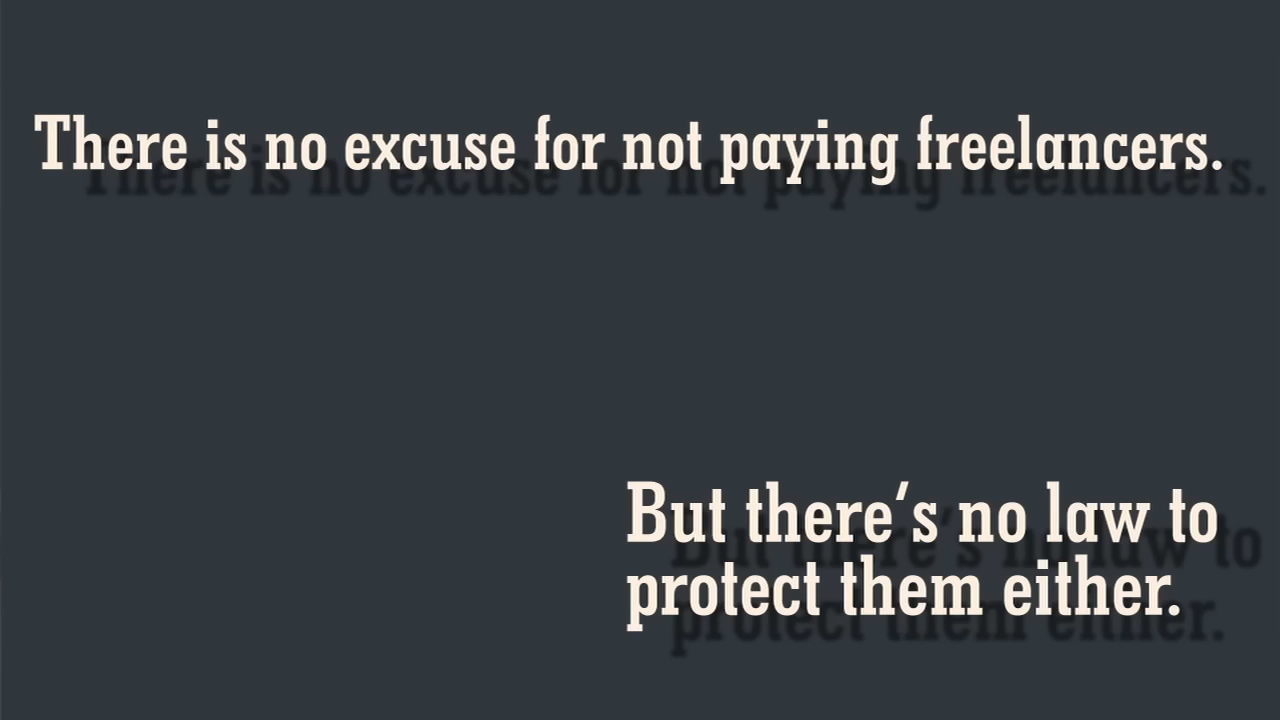 There is no excuse for not paying freelancers.
But there's no law to
protect them either.